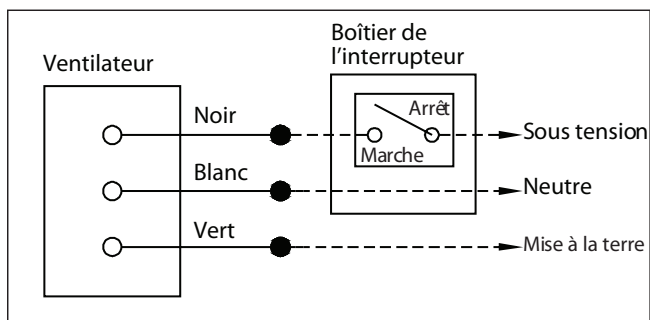 Boîtier de
l'interrupteur
Ventilateur
Noir
Arrêt
Sous tension
Marche
Blanc
Neutre
Vert
Mise à la terre